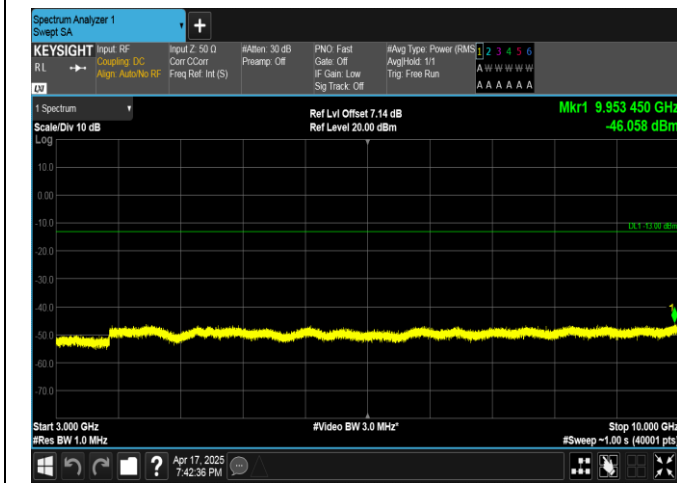 Spectrum Analyzer 1
Swept SA
+
KEYSIGHT
RL
LXI
Input: RF
Coupling: DC
Align: Auto/No RF
Input Z: 50 Ω
Corr CCorr
Freq Ref: Int (S)
#Atten: 30 dB
Preamp: Off
PNO: Fast
Gate: Off
IF Gain: Low
Sig Track: Off
#Avg Type: Power (RMS
Avg|Hold: 1/1
Trig: Free Run
1 2 3 4 5 6
A W W W W W
A A A A A A
1 Spectrum
Scale/Div 10 dB
Log
Ref Lvl Offset 7.14 dB
Ref Level 20.00 dBm
Mkr1 9.953 450 GHz
-46.058 dBm
10.0
0.00
-10.0
DL1 -13.00 dBm
-20.0
-30.0
-40.0
1
-50.0
-60.0
-70.0
Start 3.000 GHz
#Res BW 1.0 MHz
#Video BW 3.0 MHz*
Stop 10.000 GHz
#Sweep ~1.00 s (40001 pts)
?
Apr 17, 2025
7:42:36 PM